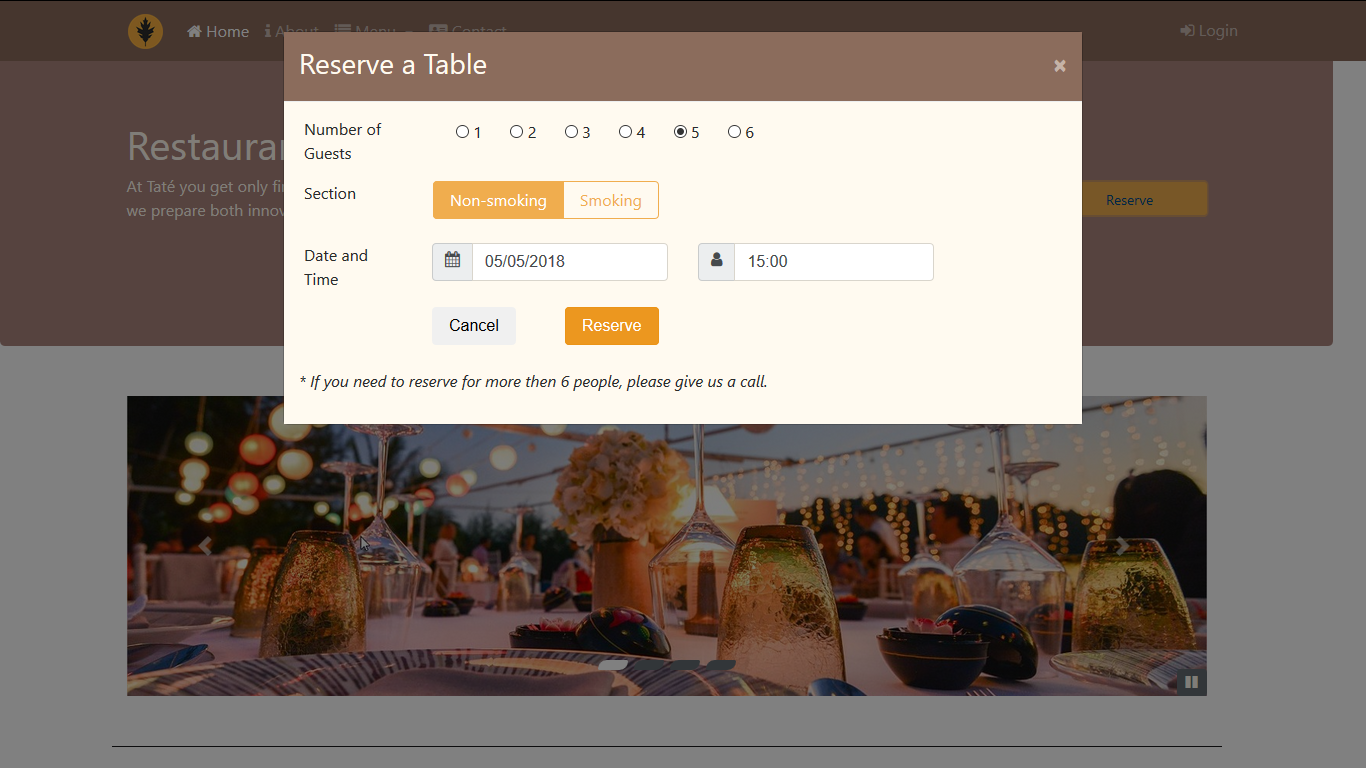 Home About Menu Contact Login
Reserve a Table
×
Number of
Guests
1 2 3 4 5 6
Restaurar
At Taté you get only fi
we prepare both innov
Section
Non-smoking Smoking
Reserve
Date and
Time
05/05/2018
15:00
Cancel Reserve
* If you need to reserve for more then 6 people, please give us a call.